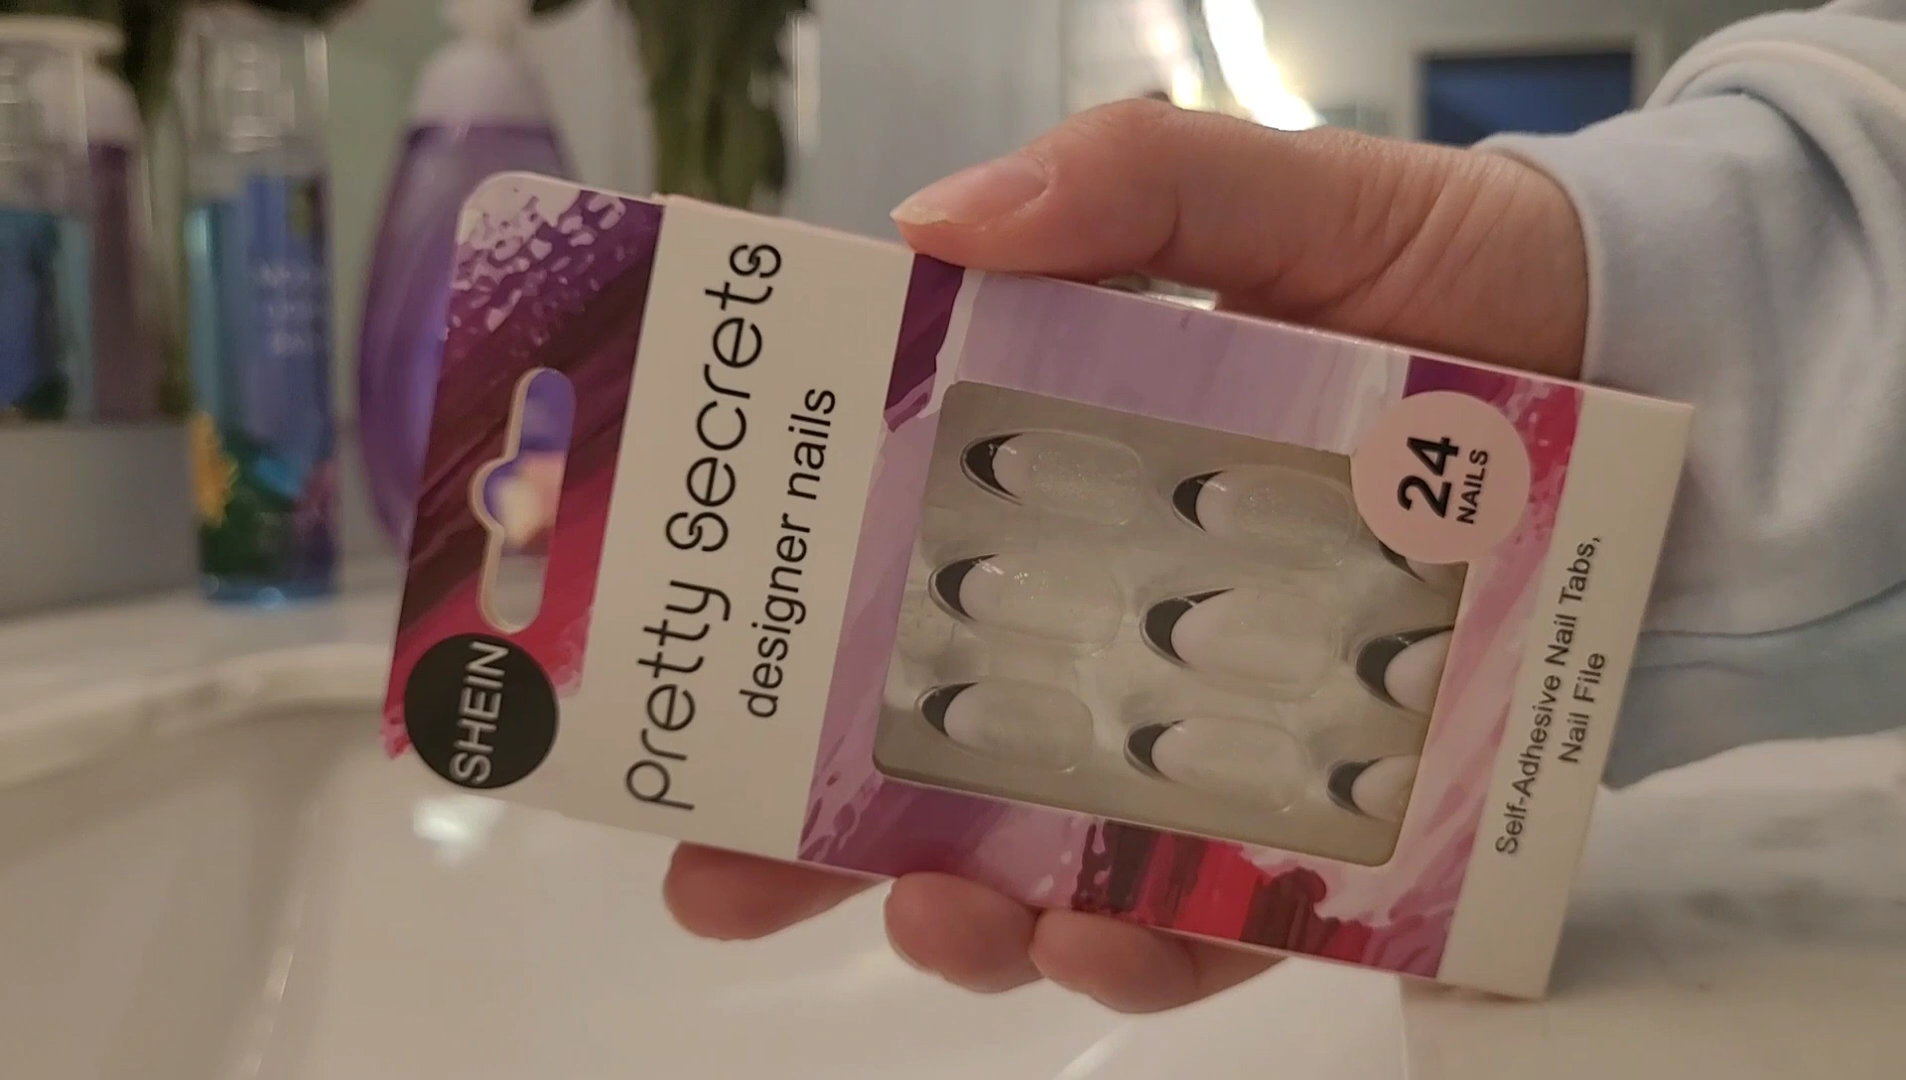 SHEIN
Pretty Secrets
designer nails
24
NAILS
Self-Adhesive Nail Tabs,
Nail File